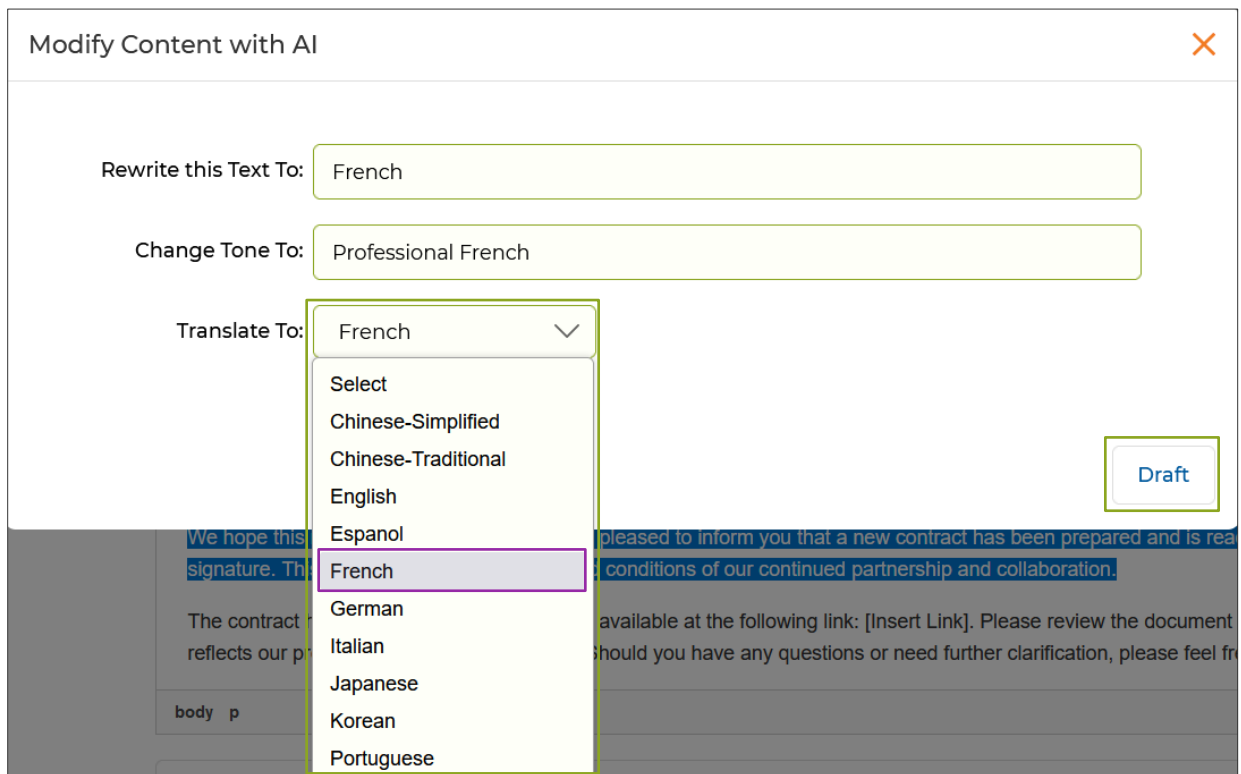 Modify Content with AI
Rewrite this Text To: French
Change Tone To: Professional French
Translate To: French
Select
Chinese-Simplified
Chinese-Traditional
English
Espanol
French
German
Italian
Japanese
Korean
Portuguese
Draft
We hope this pleased to inform you that a new contract has been prepared and is
signature. conditions of our continued partnership and collaboration.
The contract available at the following link: [Insert Link]. Please review the document
reflects our Should you have any questions or need further clarification, please feel
body p